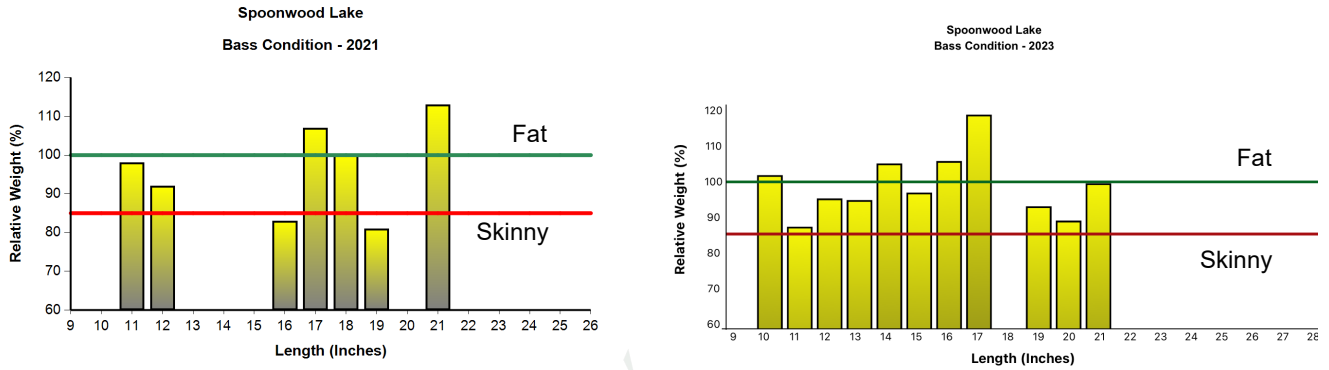 Spoonwood Lake
Bass Condition - 2021
120
110
100
90
80
70
60
Relative Weight (%)
Fat
Skinny
9 10 11 12 13 14 15 16 17 18 19 20 21 22 23 24 25 26
Length (Inches)
Spoonwood Lake
Bass Condition - 2023
120
110
100
90
80
70
60
Relative Weight (%)
Fat
Skinny
9 10 11 12 13 14 15 16 17 18 19 20 21 22 23 24 25 26 27 28
Length (Inches)